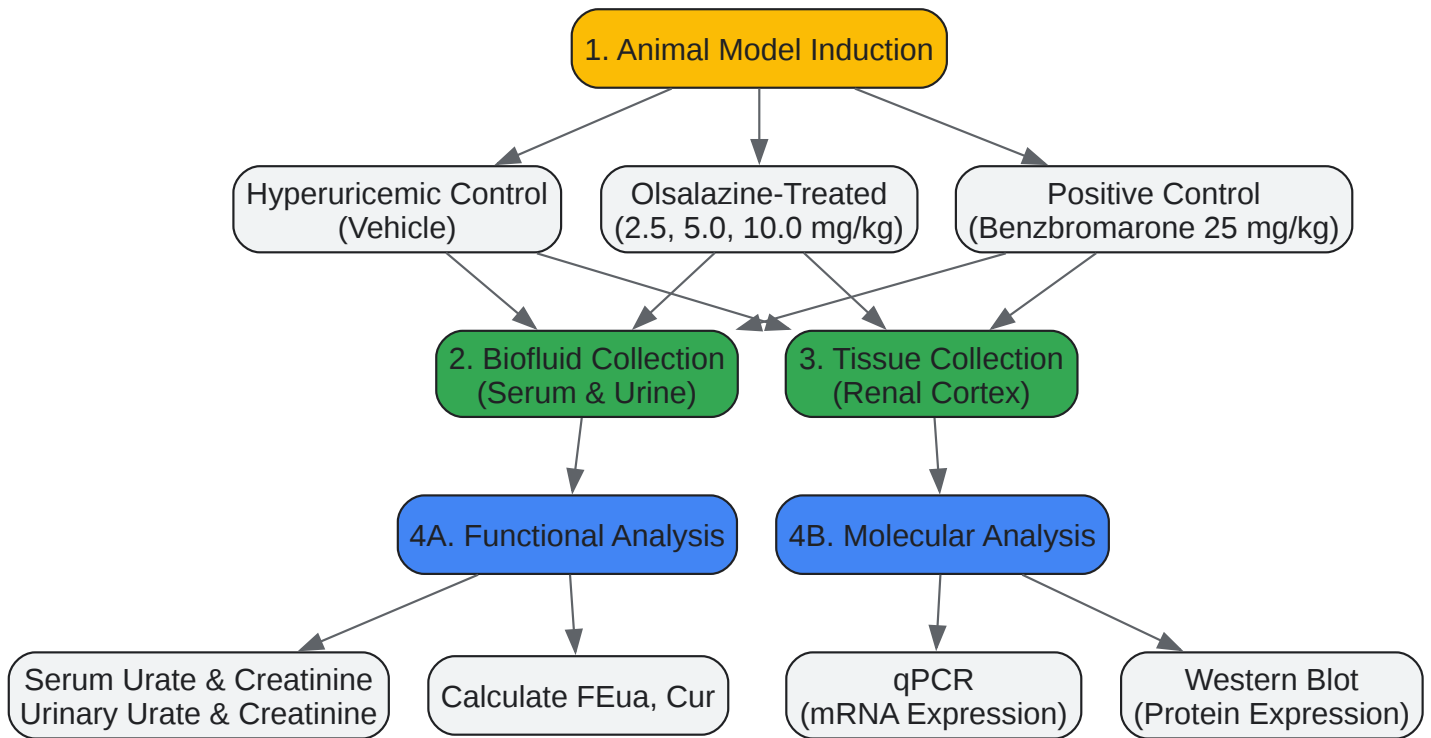 1. Animal Model Induction
Hyperuricemic Control
(Vehicle)
Olsalazine-Treated
(2.5, 5.0, 10.0 mg/kg)
Positive Control
(Benzbromarone 25 mg/kg)
2. Biofluid Collection
(Serum & Urine)
3. Tissue Collection
(Renal Cortex)
4A. Functional Analysis
4B. Molecular Analysis
Serum Urate & Creatinine
Urinary Urate & Creatinine
Calculate FEua, Cur
qPCR
(mRNA Expression)
Western Blot
(Protein Expression)